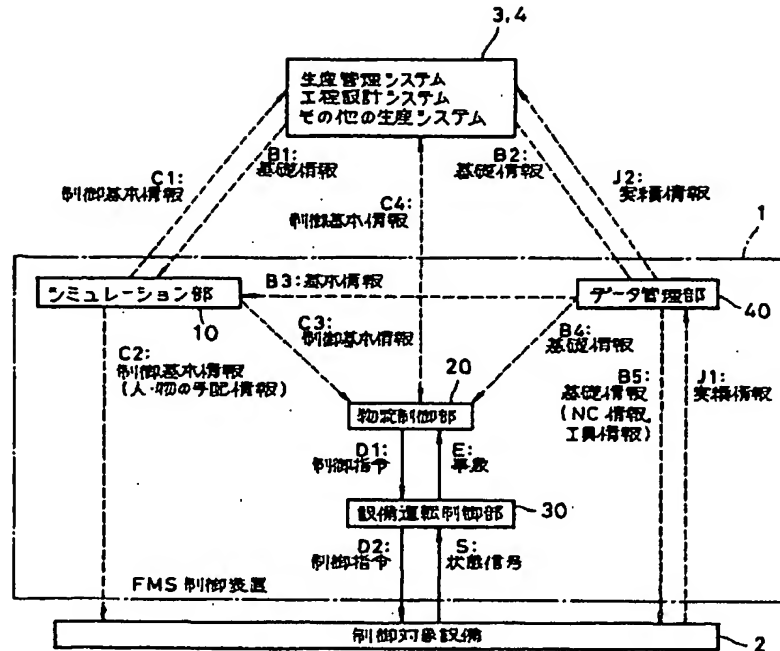 3,4
生産管理システム
工程設計システム
その他の生産システム
C1:
制御基本情報
B1:
基礎情報
C4:
制御基本情報
B2:
基礎情報
J2:
実績情報
1
シミュレーション部
10
B3:基本情報
データ管理部
40
C3:
制御基本情報
B4:
基礎情報
C2:
制御基本情報
(人・物の手配情報)
20
物流制御部
B5:
基礎情報
(NC情報,
工具情報)
J1:
実績情報
D1:
制御指令
E:
事象
設備運転制御部
30
D2:
制御指令
S:
状態信号
FMS制御装置
制御対象設備
2